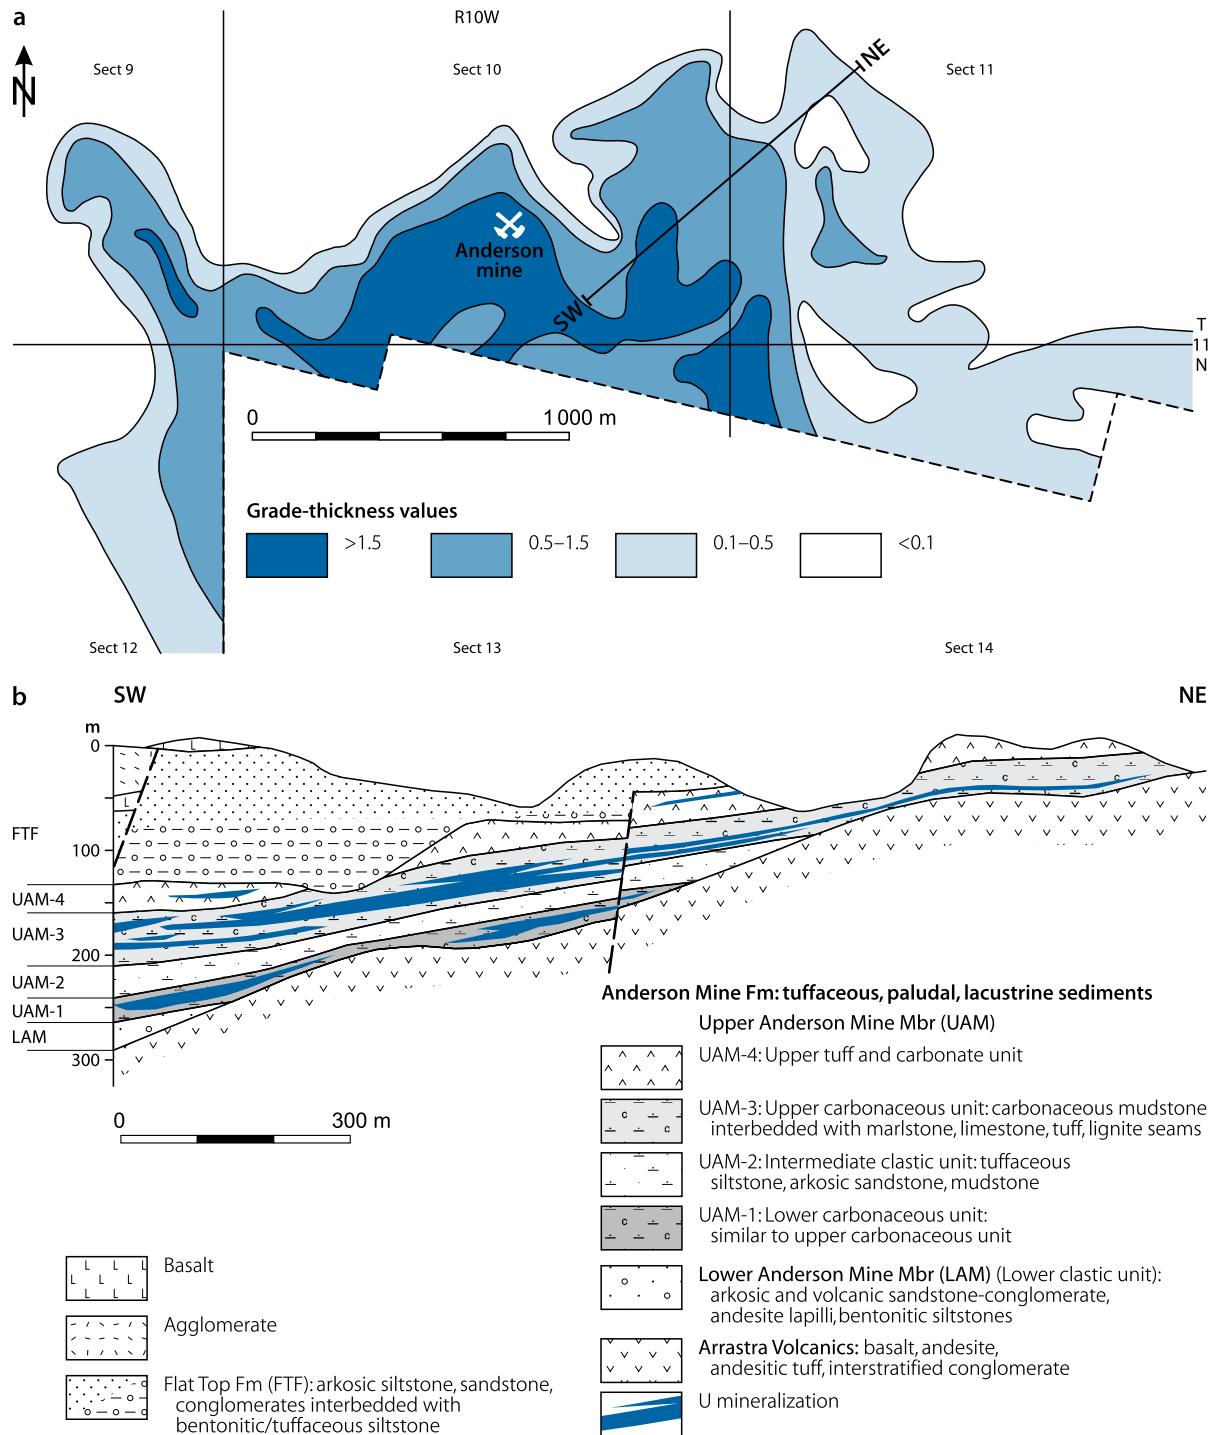 a
R10W
N
Sect 9
Sect 10
Sect 11
NE
Anderson
mine
SW
T
11
N
0 1 000 m
Grade-thickness values
>1.5
0.5–1.5
0.1–0.5
<0.1
Sect 12
Sect 13
Sect 14
b
SW
NE
m
0
FTF
100
UAM-4
UAM-3
200
UAM-2
UAM-1
LAM
300
0 300 m
Anderson Mine Fm: tuffaceous, paludal, lacustrine sediments
Upper Anderson Mine Mbr (UAM)
UAM-4: Upper tuff and carbonate unit
UAM-3: Upper carbonaceous unit: carbonaceous mudstone
interbedded with marlstone, limestone, tuff, lignite seams
UAM-2: Intermediate clastic unit: tuffaceous
siltstone, arkosic sandstone, mudstone
UAM-1: Lower carbonaceous unit:
similar to upper carbonaceous unit
Lower Anderson Mine Mbr (LAM) (Lower clastic unit):
arkosic and volcanic sandstone-conglomerate,
andesite lapilli, bentonitic siltstones
Arrastra Volcanics: basalt, andesite,
andesitic tuff, interstratified conglomerate
U mineralization
Basalt
Agglomerate
Flat Top Fm (FTF): arkosic siltstone, sandstone,
conglomerates interbedded with
bentonitic/tuffaceous siltstone